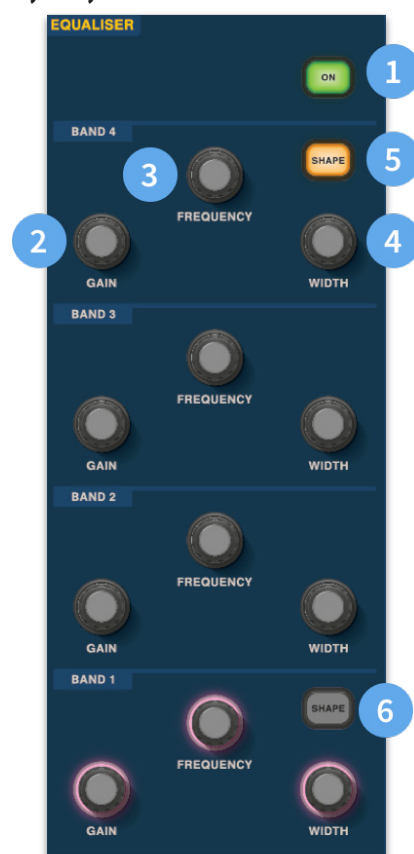 EQUALISER
ON
1
BAND 4
SHAPE
5
3
FREQUENCY
2
4
GAIN
WIDTH
BAND 3
FREQUENCY
GAIN
WIDTH
BAND 2
FREQUENCY
GAIN
WIDTH
BAND 1
SHAPE
6
FREQUENCY
GAIN
WIDTH